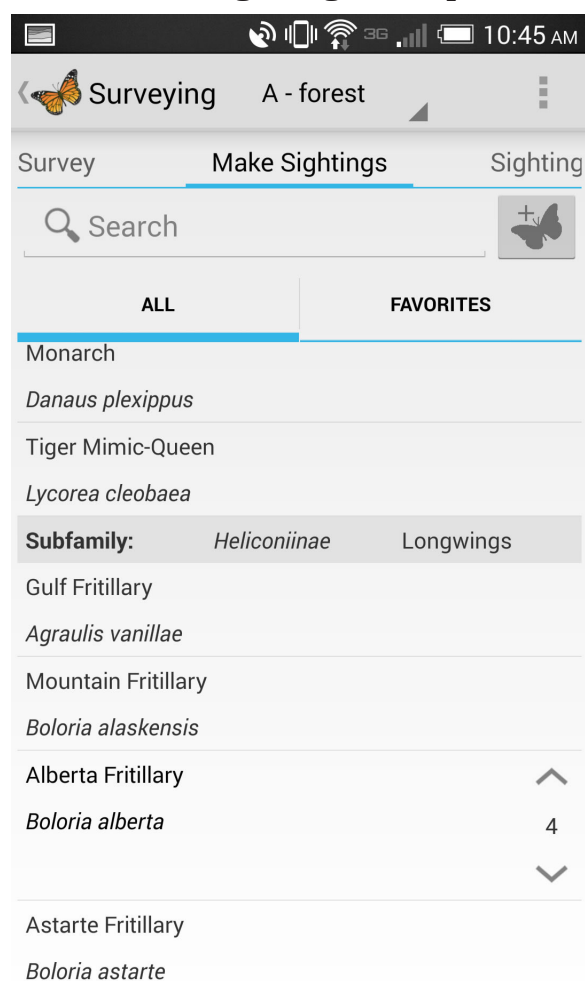 3G 10:45 AM
Surveying A - forest
Survey Make Sightings Sighting
Search
ALL FAVORITES
Monarch
Danaus plexippus
Tiger Mimic-Queen
Lycorea cleobaea
Subfamily: Heliconiinae Longwings
Gulf Fritillary
Agraulis vanillae
Mountain Fritillary
Boloria alaskensis
Alberta Fritillary
Boloria alberta
4
Astarte Fritillary
Boloria astarte